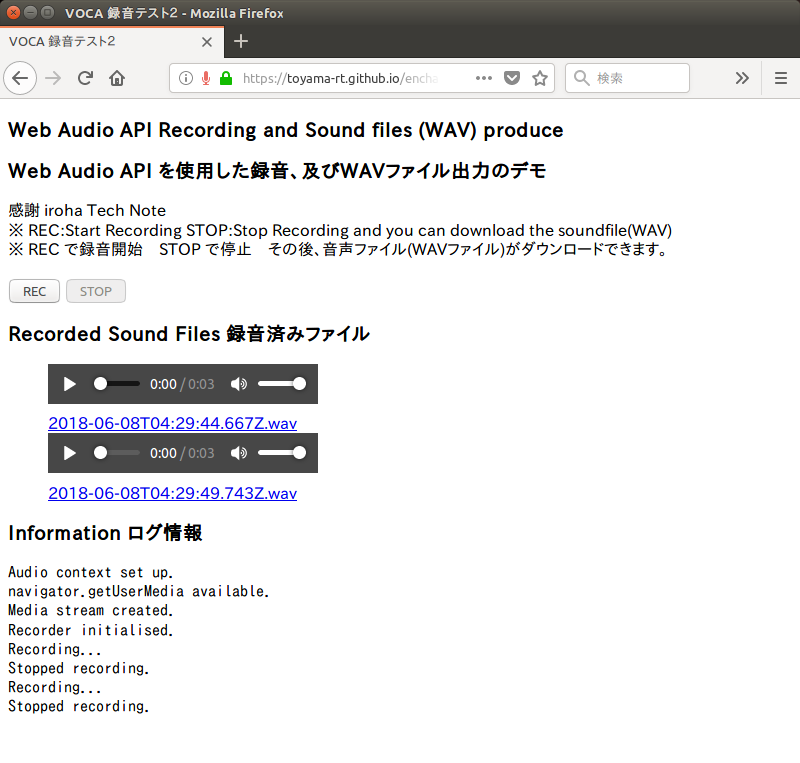 VOCA 録音テスト2 - Mozilla Firefox
VOCA 録音テスト2
https://toyama-rt.github.io/encha
検索
Web Audio API Recording and Sound files (WAV) produce
Web Audio API を使用した録音、及びWAVファイル出力のデモ
感謝 iroha Tech Note
※ REC:Start Recording STOP:Stop Recording and you can download the soundfile(WAV)
※ REC で録音開始　STOP で停止　その後、音声ファイル(WAVファイル)がダウンロードできます。
REC STOP
Recorded Sound Files 録音済みファイル
0:00 / 0:03
2018-06-08T04:29:44.667Z.wav
0:00 / 0:03
2018-06-08T04:29:49.743Z.wav
Information ログ情報
Audio context set up.
navigator.getUserMedia available.
Media stream created.
Recorder initialised.
Recording...
Stopped recording.
Recording...
Stopped recording.